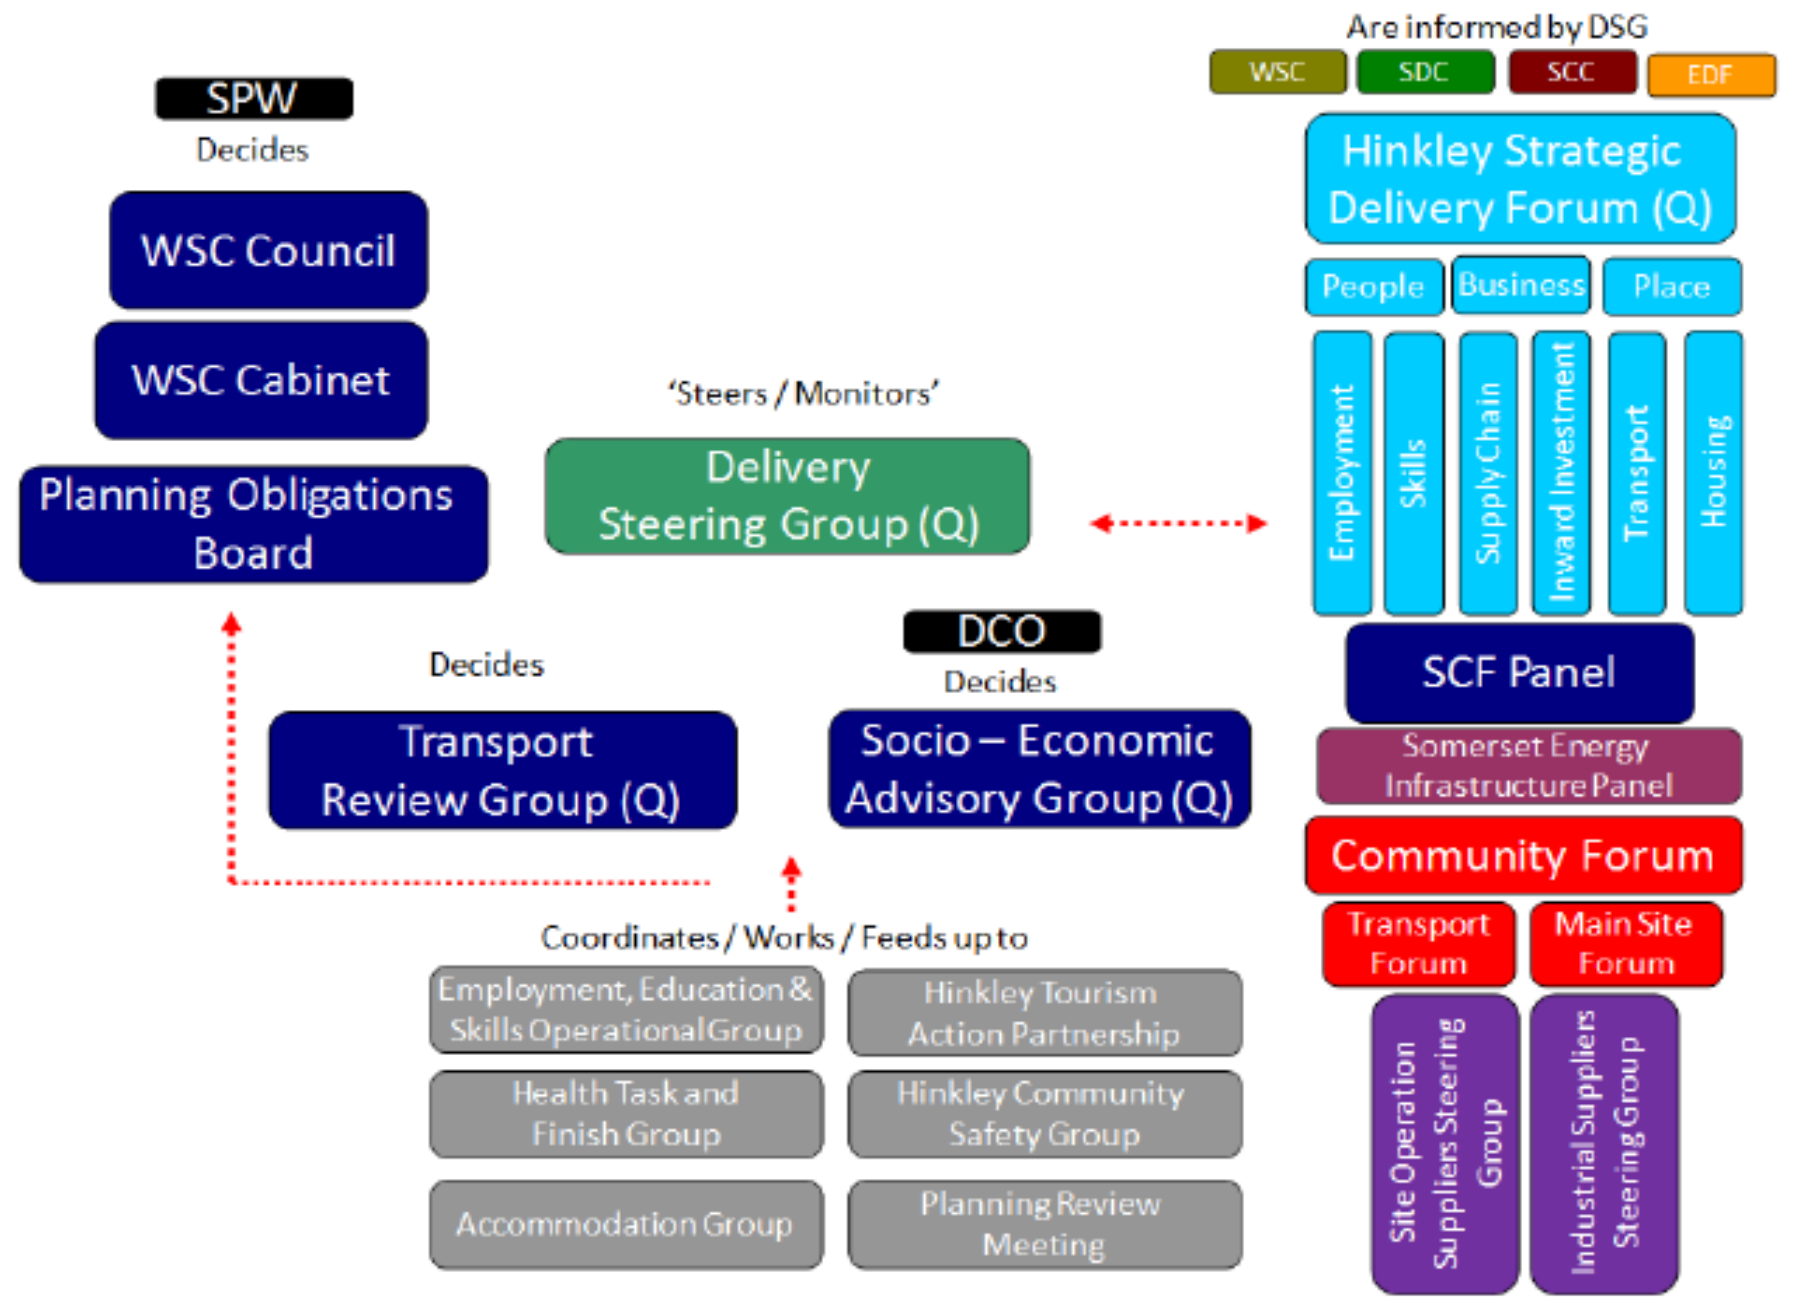 SPW
Decides
WSC Council
WSC Cabinet
Planning Obligations
Board
'Steers / Monitors'
Delivery
Steering Group (Q)
Decides
Transport
Review Group (Q)
DCO
Decides
Socio – Economic
Advisory Group (Q)
Coordinates / Works / Feeds up to
Employment, Education &
Skills Operational Group
Hinkley Tourism
Action Partnership
Health Task and
Finish Group
Hinkley Community
Safety Group
Accommodation Group
Planning Review
Meeting
Are informed by DSG
WSC
SDC
SCC
EDF
Hinkley Strategic
Delivery Forum (Q)
People
Business
Place
Employment
Skills
Supply Chain
Inward Investment
Transport
Housing
SCF Panel
Somerset Energy
Infrastructure Panel
Community Forum
Transport
Forum
Main Site
Forum
Site Operation
Suppliers Steering
Group
Industrial Suppliers
Steering Group